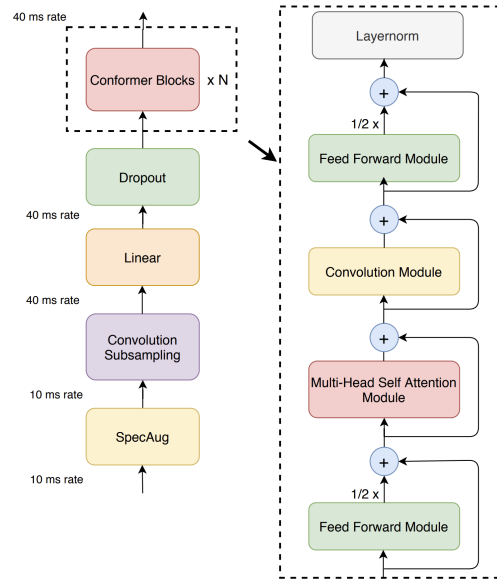 40 ms rate
Conformer Blocks
x N
Dropout
40 ms rate
Linear
40 ms rate
Convolution
Subsampling
10 ms rate
SpecAug
10 ms rate
Layernorm
+
1/2 x
Feed Forward Module
+
Convolution Module
+
Multi-Head Self Attention
Module
+
1/2 x
Feed Forward Module